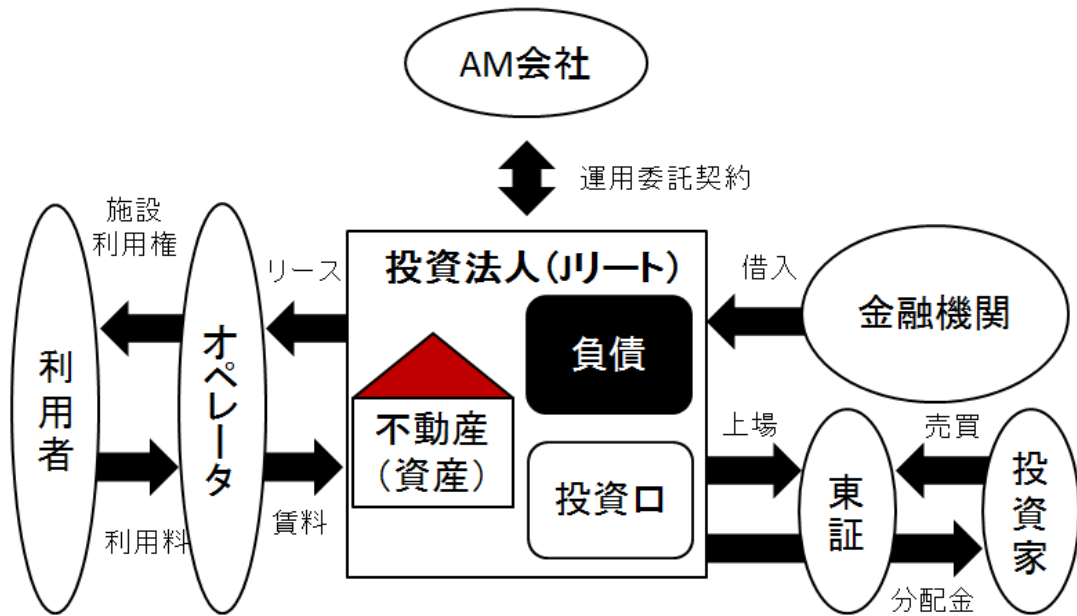 AM会社
運用委託契約
施設
利用権
リース
投資法人(Jリート)
借入
金融機関
負債
利用者
オペレータ
不動産
(資産)
上場
売買
投資口
東証
投資家
利用料
賃料
分配金